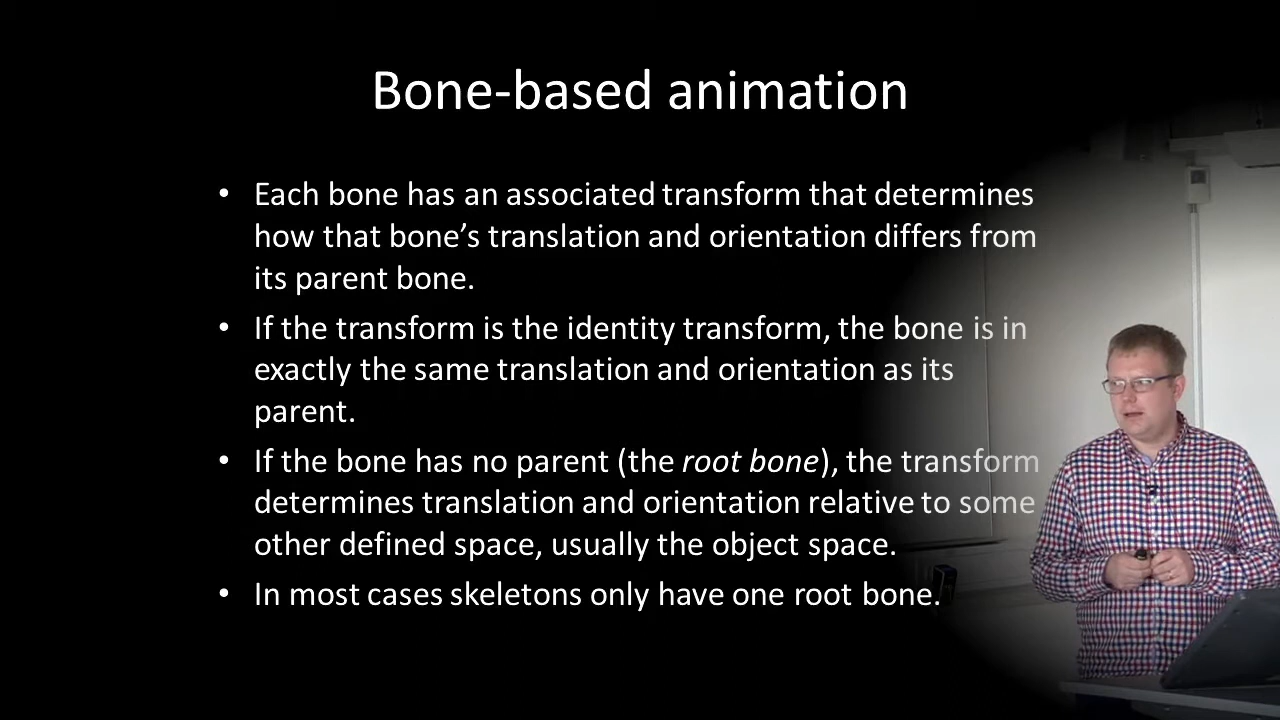 Bone-based animation
• Each bone has an associated transform that determines
how that bone’s translation and orientation differs from
its parent bone.
• If the transform is the identity transform, the bone is in
exactly the same translation and orientation as its
parent.
• If the bone has no parent (the root bone), the transform
determines translation and orientation relative to some
other defined space, usually the object space.
• In most cases skeletons only have one root bone.